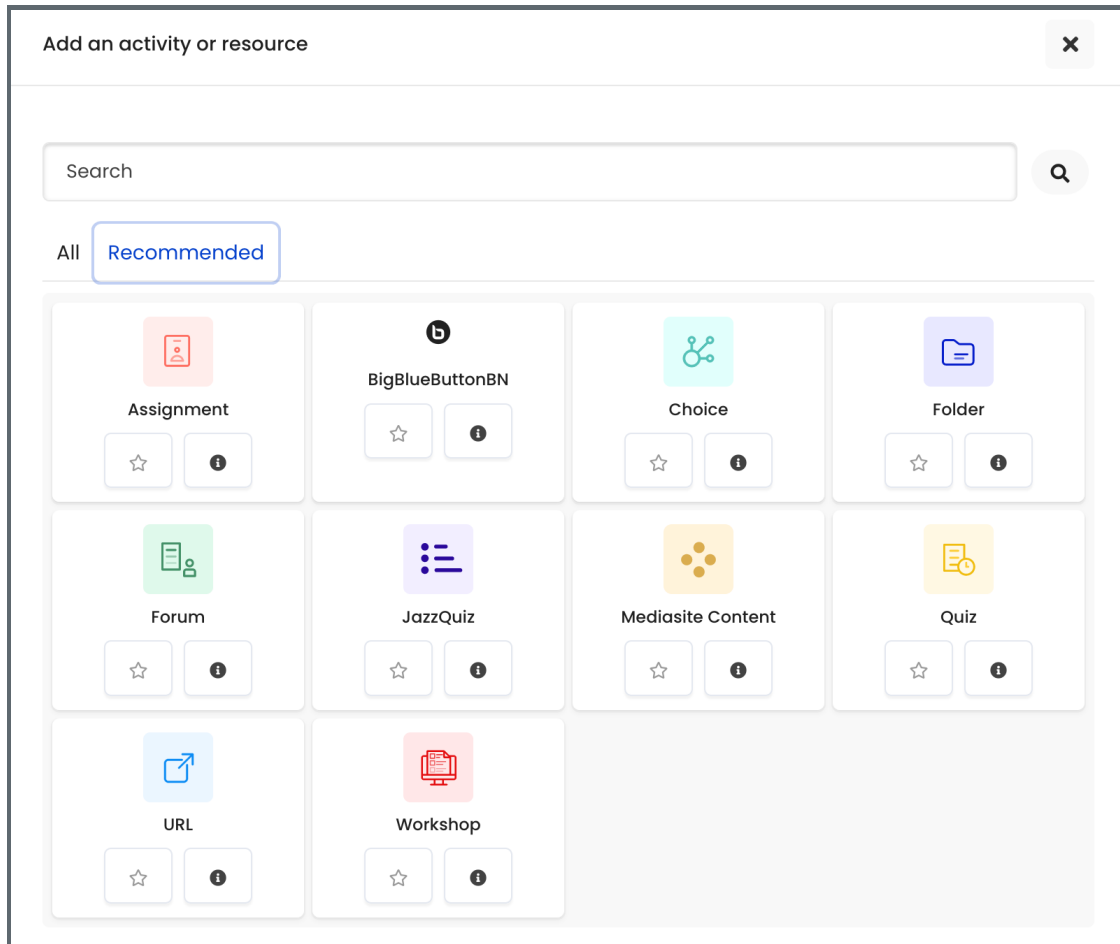 Add an activity or resource
Search
All Recommended
Assignment
BigBlueButtonBN
Choice
Folder
Forum
JazzQuiz
Mediasite Content
Quiz
URL
Workshop